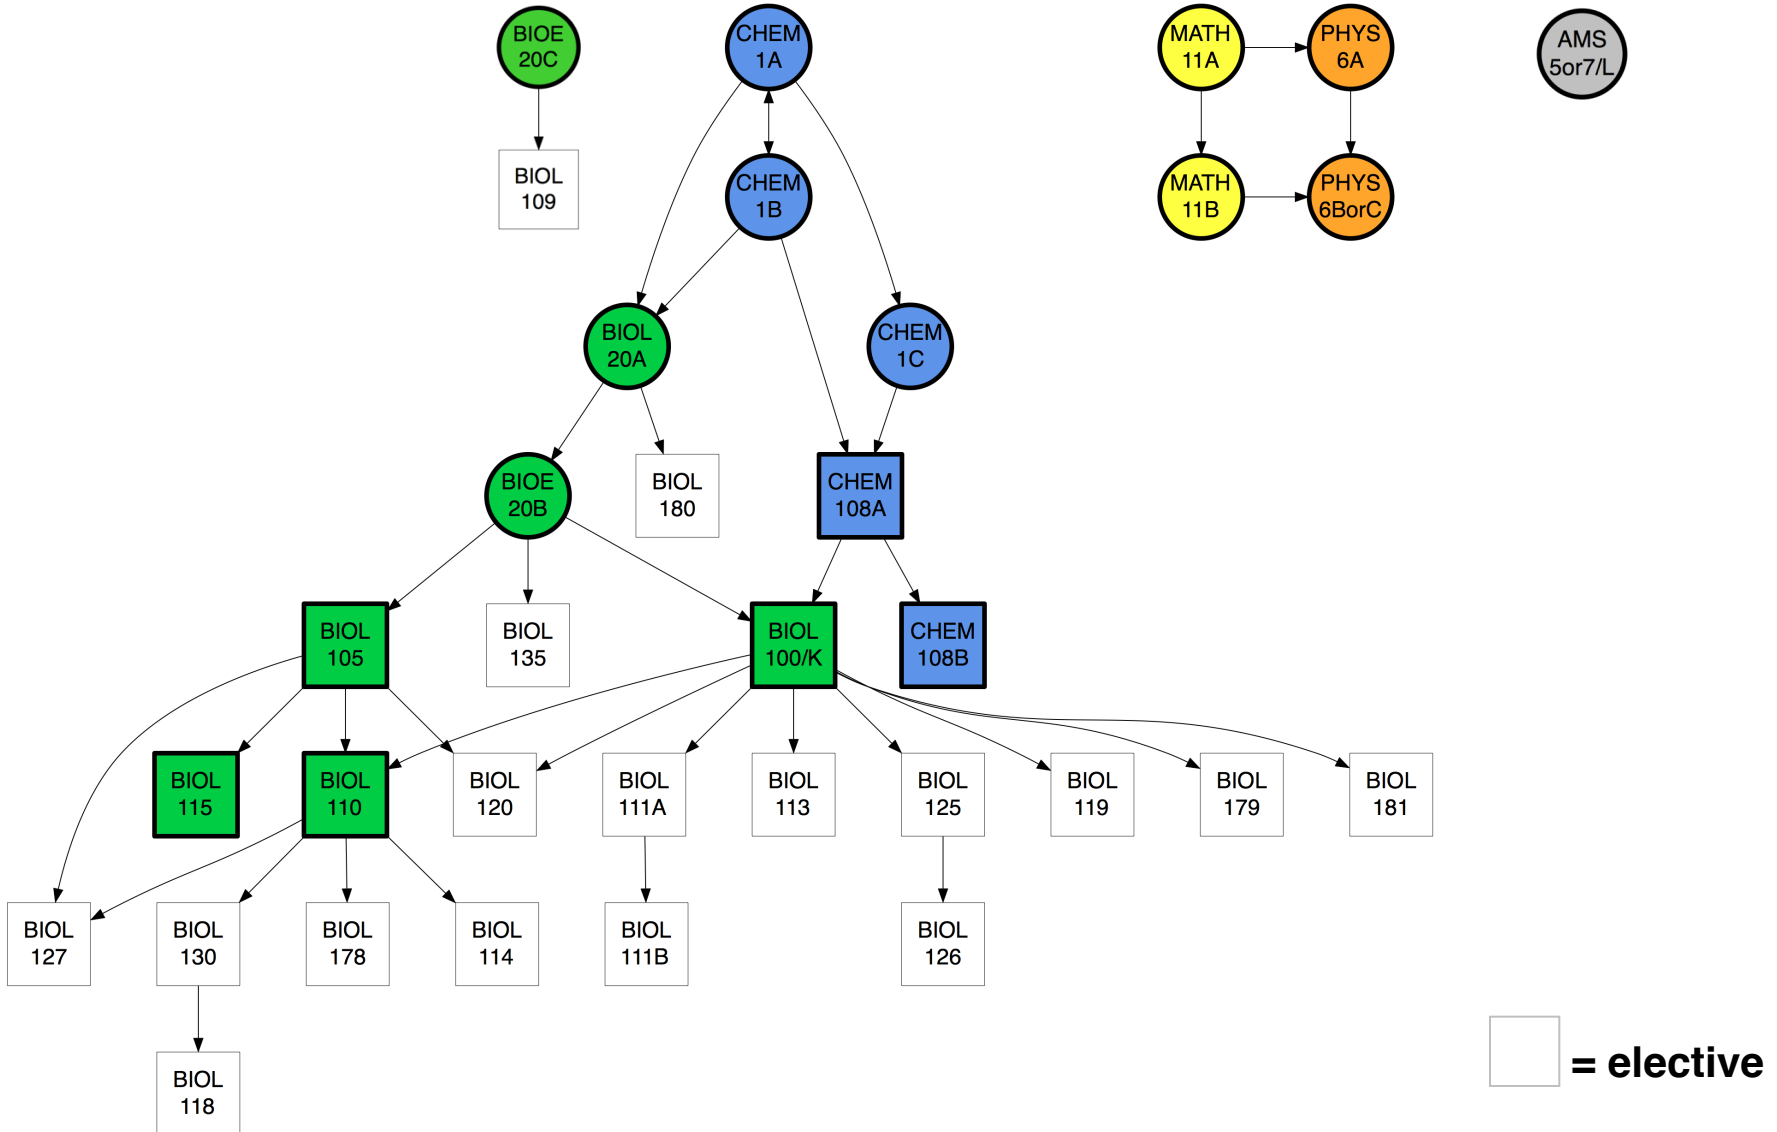 BIOE
20C
CHEM
1A
MATH
11A
PHYS
6A
AMS
5or7/L
BIOL
109
CHEM
1B
MATH
11B
PHYS
6BorC
BIOL
20A
CHEM
1C
BIOE
20B
BIOL
180
CHEM
108A
BIOL
105
BIOL
135
BIOL
100/K
CHEM
108B
BIOL
115
BIOL
110
BIOL
120
BIOL
111A
BIOL
113
BIOL
125
BIOL
119
BIOL
179
BIOL
181
BIOL
127
BIOL
130
BIOL
178
BIOL
114
BIOL
111B
BIOL
126
= elective
BIOL
118